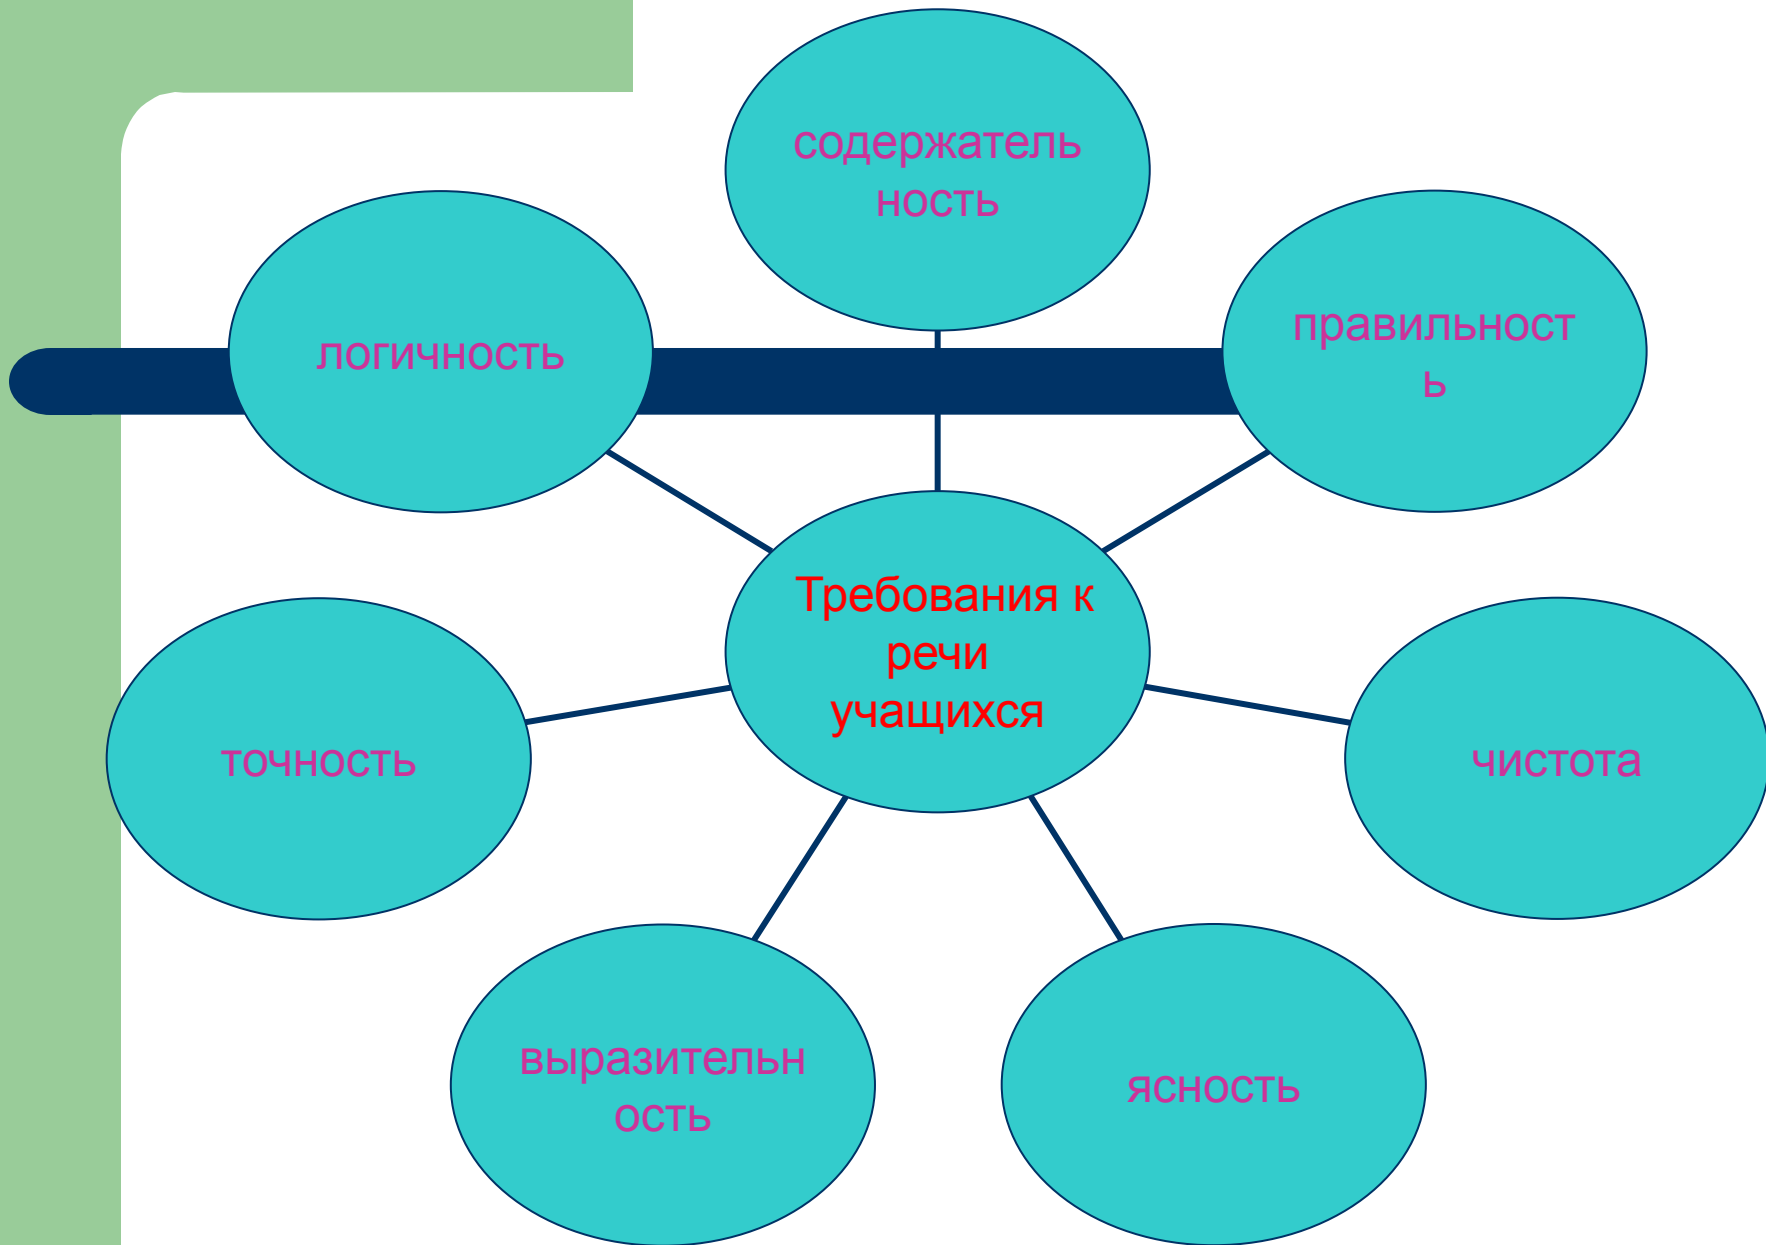 содержатель
ность
логичность
правильност
ь
Требования к
речи
учащихся
точность
чистота
выразительн
ость
ясность